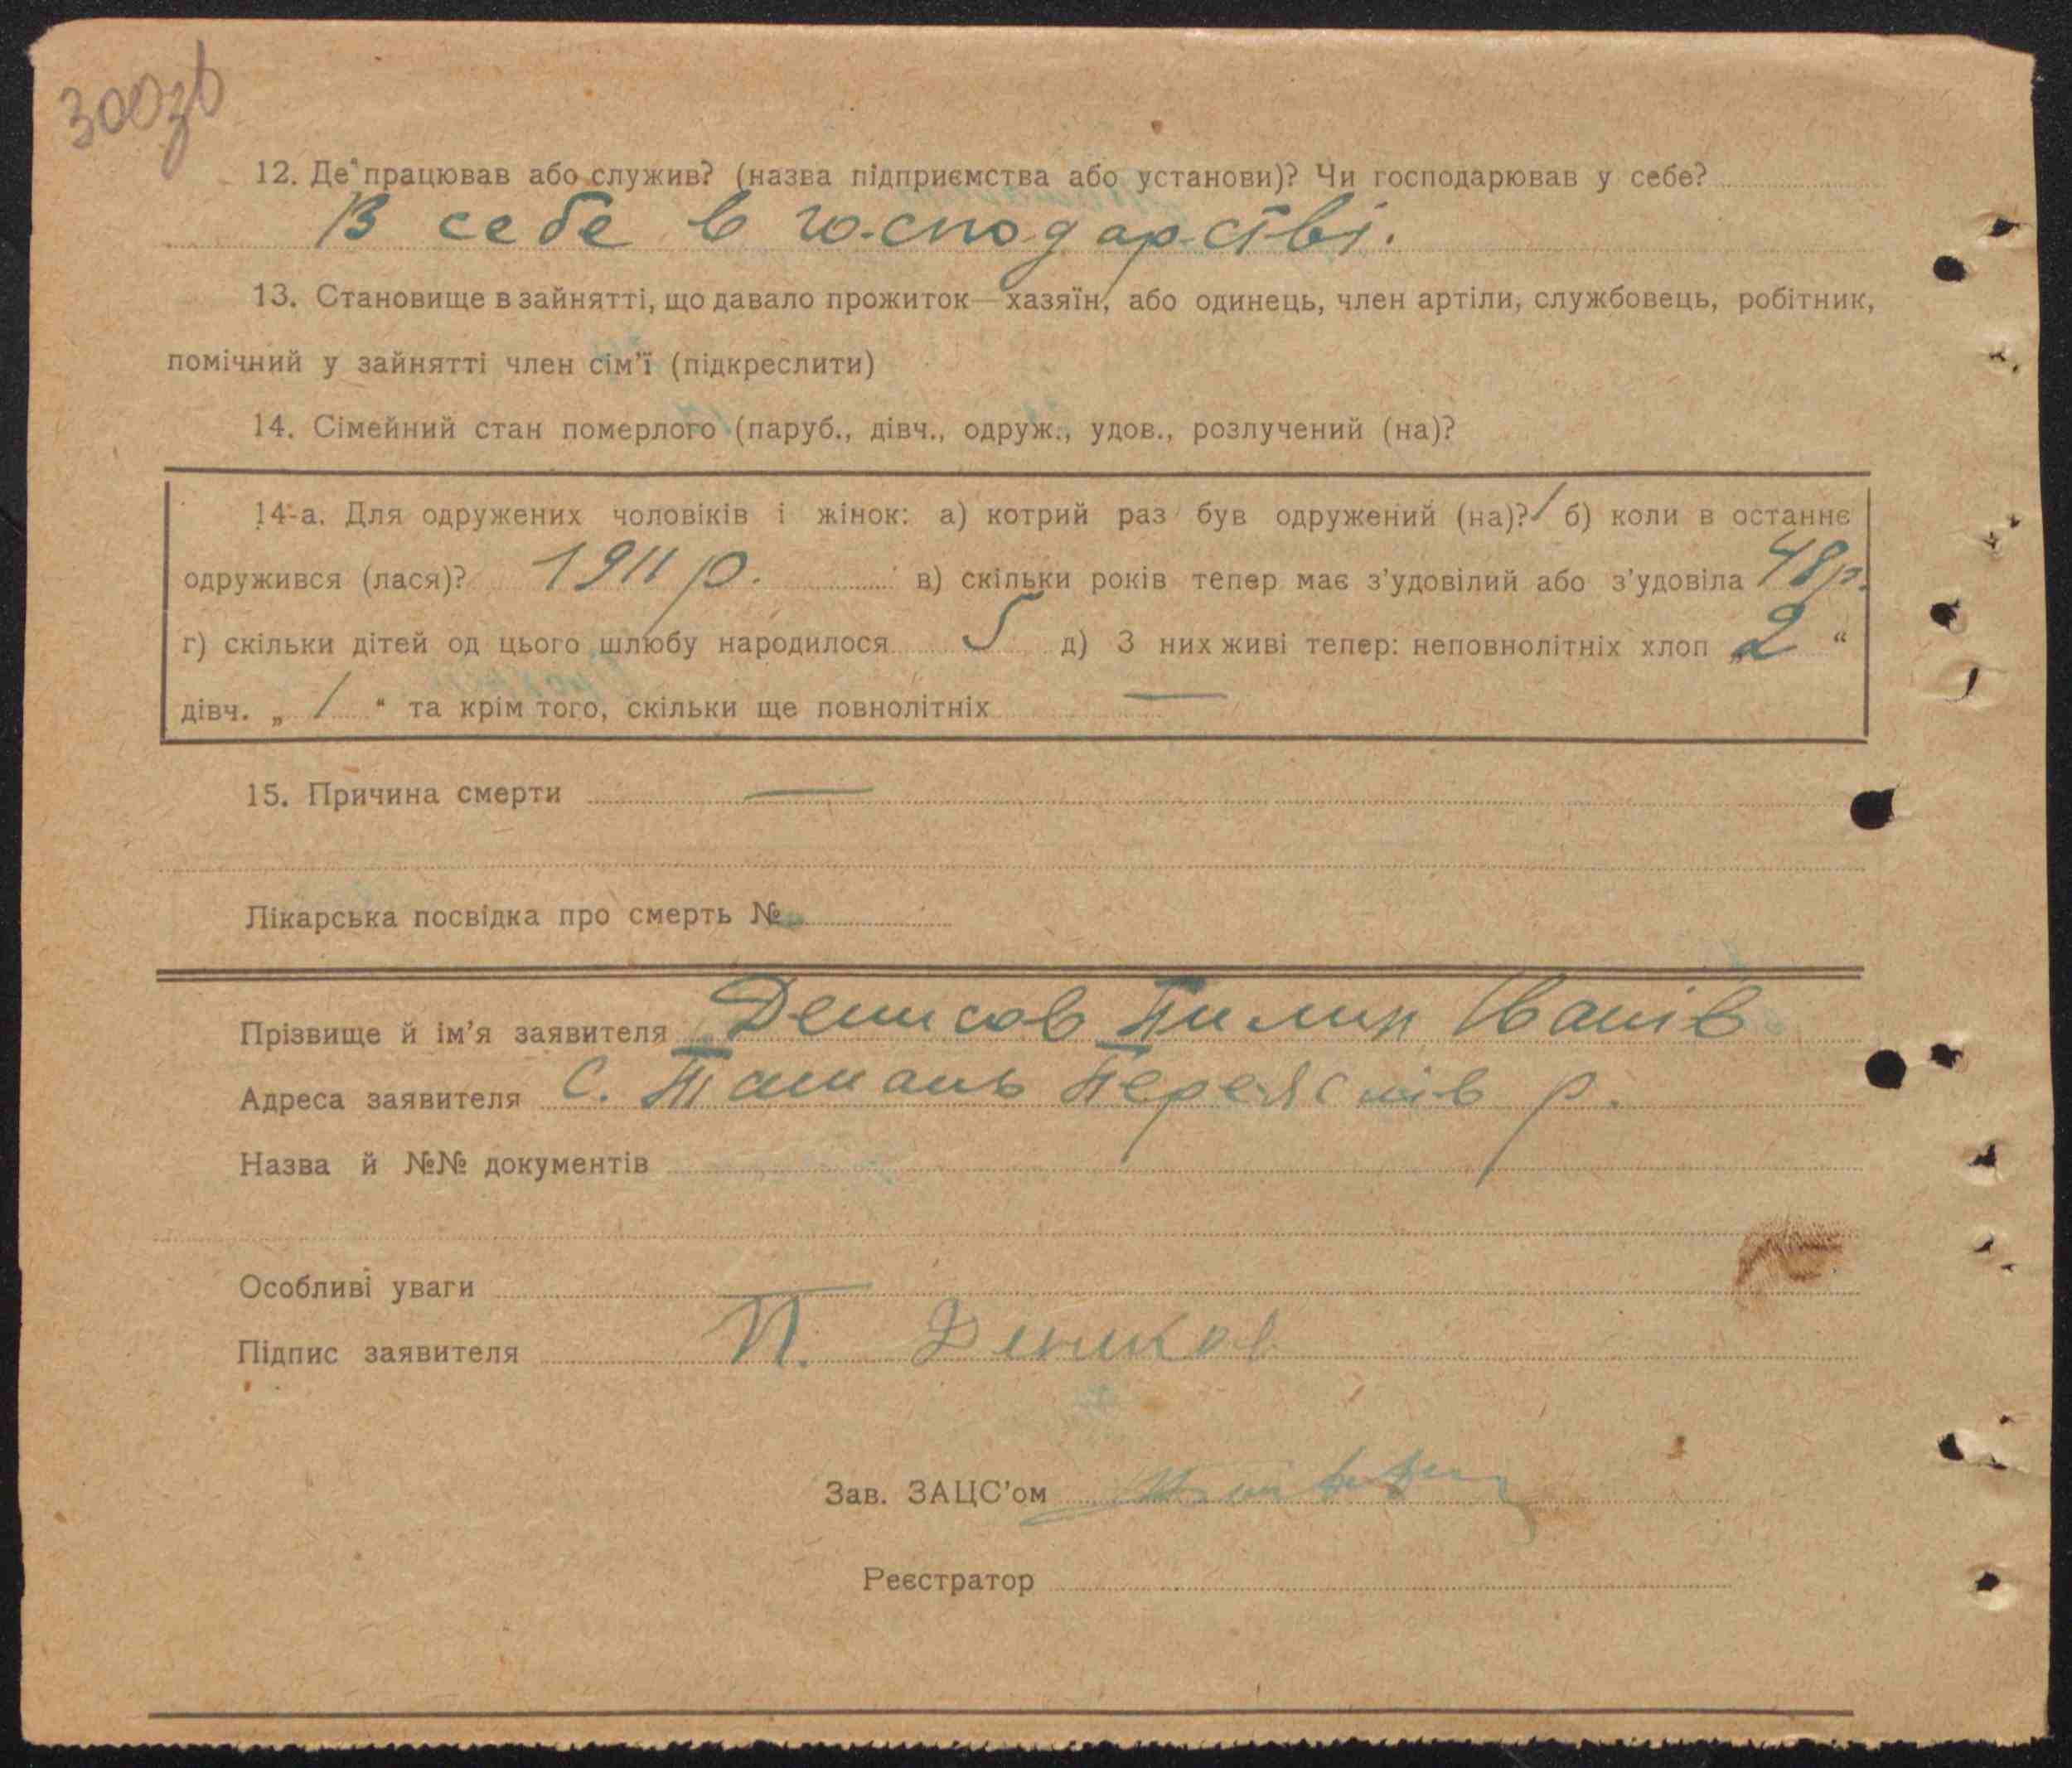 300зв
12. Де працював або служив? (назва підприємства або установи)? Чи господарював у себе?
В себе в господарстві.
13. Становище в зайнятті, що давало прожиток—хазяїн, або одинець, член артіли, службовець, робітник,
помічний у зайнятті член сім'ї (підкреслити)
14. Сімейний стан померлого (паруб., дівч., одруж., удов., розлучений (на)?
14-а. Для одружених чоловіків і жінок: а) котрий раз був одружений (на)? 1 б) коли в останнє
одружився (лася)? 1911 р. в) скільки років тепер має з'удовілий або з'удовіла 48 р.
г) скільки дітей од цього шлюбу народилося 5 д) З них живі тепер: неповнолітніх хлоп „ 2 “
дівч. „ 1 “ та крім того, скільки ще повнолітніх —
15. Причина смерти —
Лікарська посвідка про смерть №
Прізвище й ім'я заявителя Денисов Пилип Іванів
Адреса заявителя с. Ташань Переяслів р.
Назва й №№ документів
Особливі уваги —
Підпис заявителя П. Денисов
Зав. ЗАЦС'ом
Реєстратор